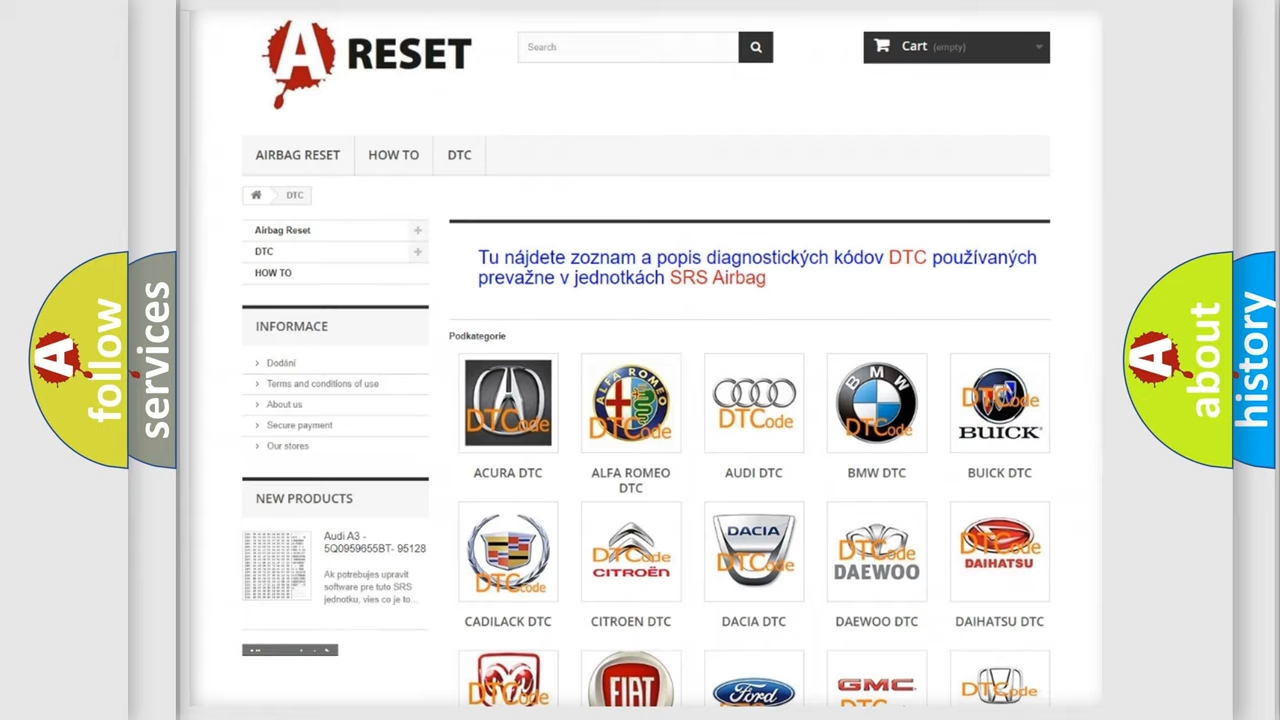 A RESET
Search
Cart (empty)
AIRBAG RESET
HOW TO
DTC
DTC
Airbag Reset
DTC
HOW TO
INFORMACE
Dodání
Terms and conditions of use
About us
Secure payment
Our stores
NEW PRODUCTS
Audi A3 -
5Q0959655BT- 95128
Ak potrebujes upravit
software pre tuto SRS
jednotku, vies co je to...
Tu nájdete zoznam a popis diagnostických kódov DTC používaných
prevažne v jednotkách SRS Airbag
Podkategorie
DTCode
ALFA ROMEO
DTCode
DTCode
BMW
DTCode
DTCode
BUICK
ACURA DTC
ALFA ROMEO
DTC
AUDI DTC
BMW DTC
BUICK DTC
DTCode
DTCode
CITROËN
DACIA
DTCode
DTCode
DAEWOO
DTCode
DAIHATSU
CADILACK DTC
CITROEN DTC
DACIA DTC
DAEWOO DTC
DAIHATSU DTC
DTCode
FIAT
Ford
GMC
DTCode
A follow
services
A about
history